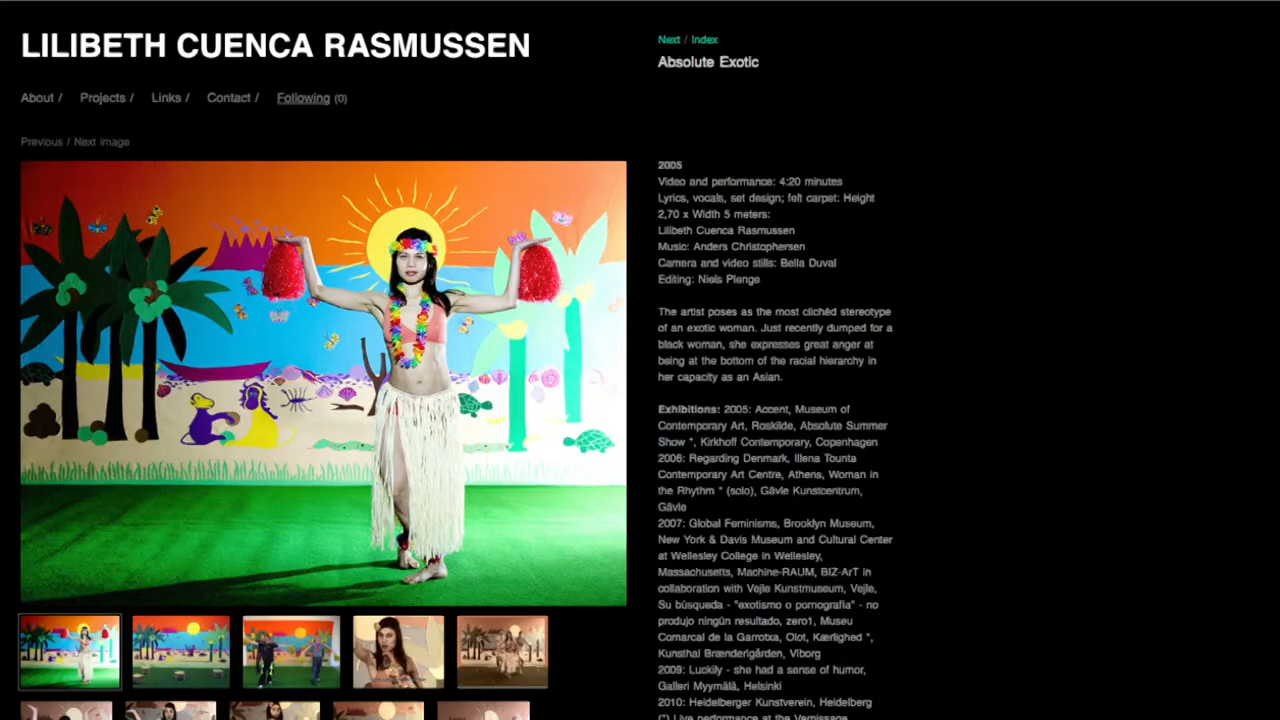 LILIBETH CUENCA RASMUSSEN
About /
Projects /
Links /
Contact /
Following (0)
Previous / Next image
Next / Index
Absolute Exotic
2005
Video and performance: 4:20 minutes
Lyrics, vocals, set design; felt carpet: Height
2,70 x Width 5 meters:
Lilibeth Cuenca Rasmussen
Music: Anders Christophersen
Camera and video stills: Bella Duval
Editing: Niels Plenge
The artist poses as the most clichéd stereotype
of an exotic woman. Just recently dumped for a
black woman, she expresses great anger at
being at the bottom of the racial hierarchy in
her capacity as an Asian.
Exhibitions: 2005: Accent, Museum of
Contemporary Art, Roskilde, Absolute Summer
Show *, Kirkhoff Contemporary, Copenhagen
2006: Regarding Denmark, Illena Tounta
Contemporary Art Centre, Athens, Woman in
the Rhythm * (solo), Gävle Kunstcentrum,
Gävle
2007: Global Feminisms, Brooklyn Museum,
New York & Davis Museum and Cultural Center
at Wellesley College in Wellesley,
Massachusetts, Machine-RAUM, BIZ-ArT in
collaboration with Vejle Kunstmuseum, Vejle,
Su búsqueda - "exotismo o pornografia" - no
produjo ningún resultado, zero1, Museu
Comarcal de la Garrotxa, Olot, Kærlighed *,
Kunsthal Brænderigården, Viborg
2009: Luckily - she had a sense of humor,
Galleri Myymälä, Helsinki
2010: Heidelberger Kunstverein, Heidelberg
(*) Live performance at the Vernissage